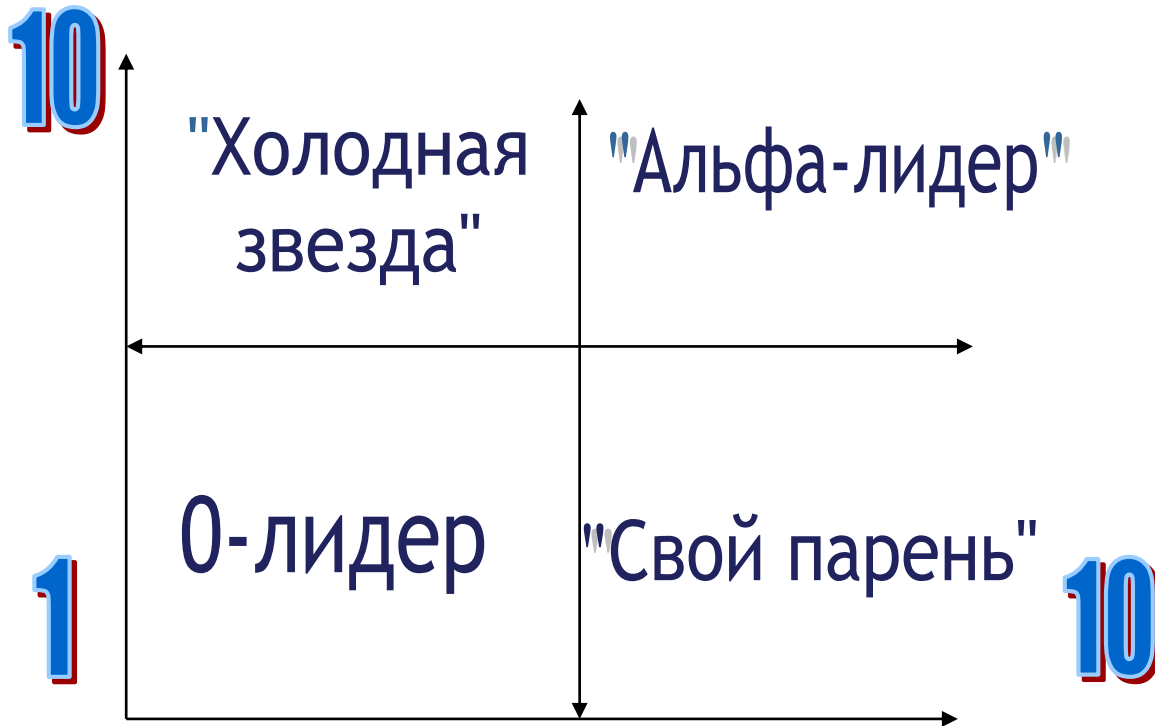 10
"Холодная
звезда"
"Альфа-лидер"
0-лидер
"Свой парень"
1
10